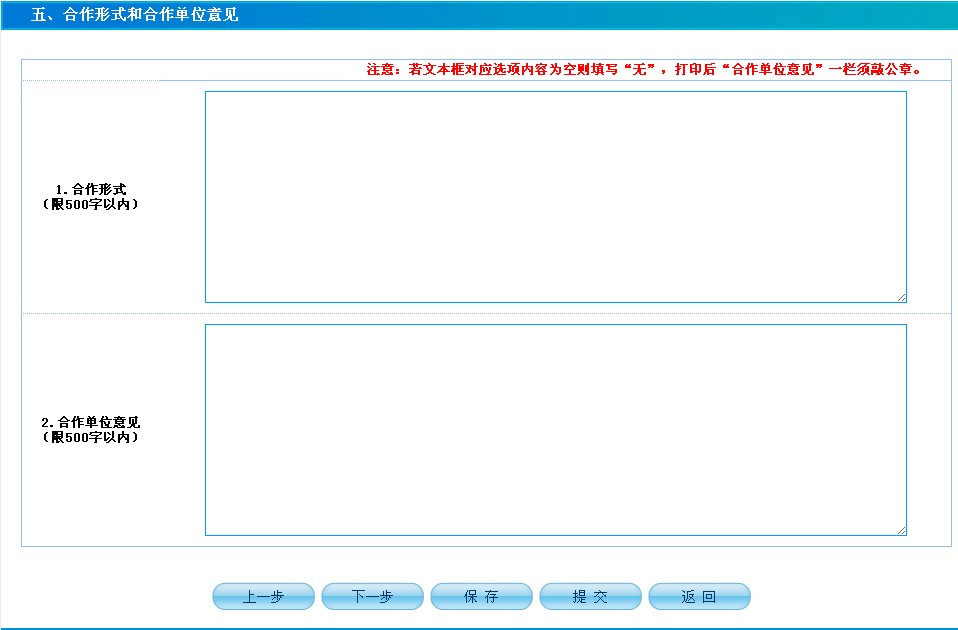 五、合作形式和合作单位意见
注意：若文本框对应选项内容为空则填写“无”，打印后“合作单位意见”一栏须敲公章。
1.合作形式
（限500字以内）
2.合作单位意见
（限500字以内）
上一步 下一步 保 存 提 交 返 回